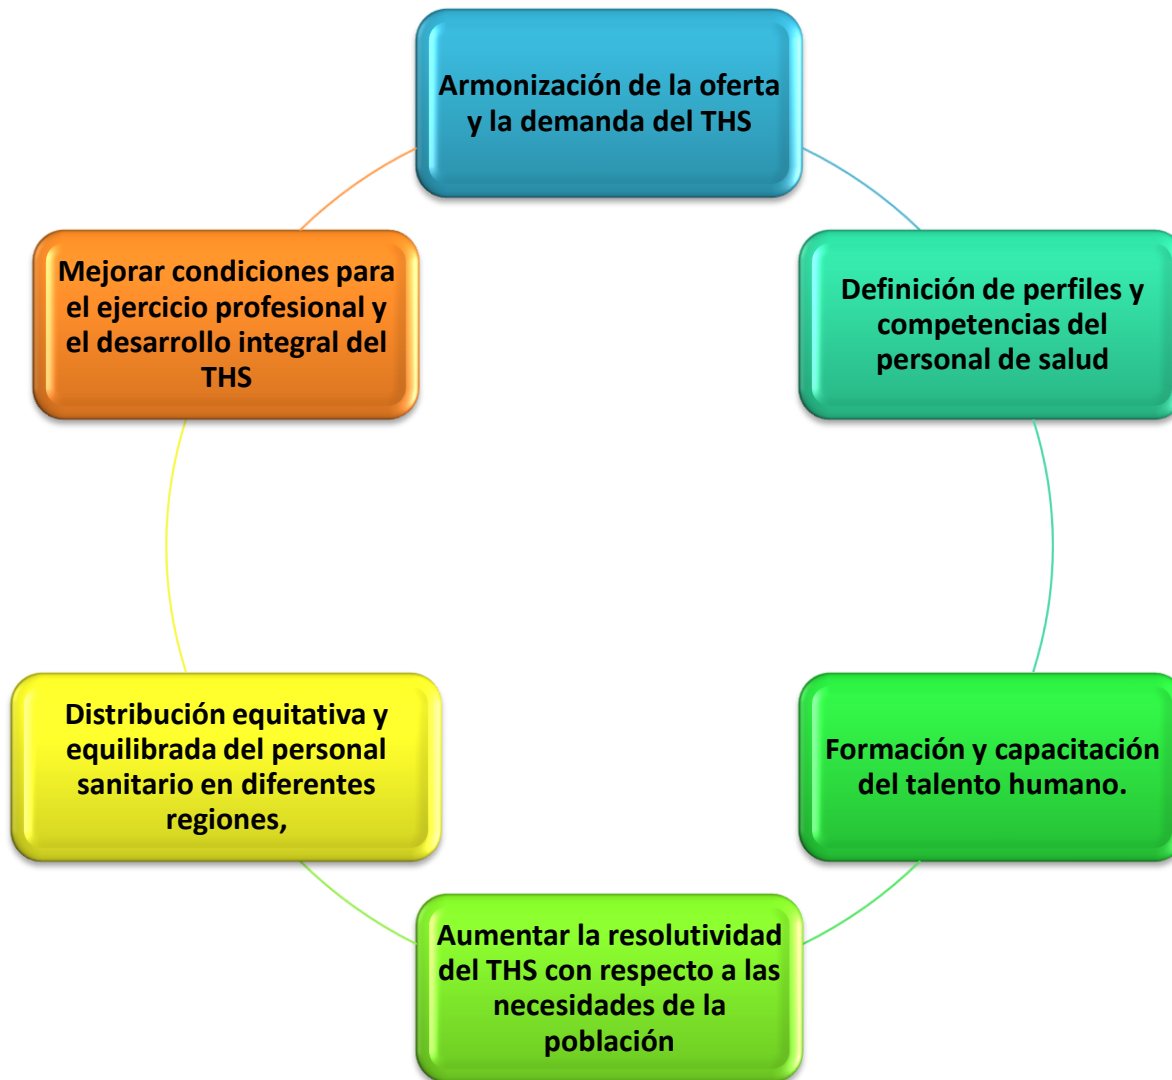 Armonización de la oferta
y la demanda del THS
Definición de perfiles y
competencias del
personal de salud
Formación y capacitación
del talento humano.
Aumentar la resolutividad
del THS con respecto a las
necesidades de la
población
Distribución equitativa y
equilibrada del personal
sanitario en diferentes
regiones,
Mejorar condiciones para
el ejercicio profesional y
el desarrollo integral del
THS